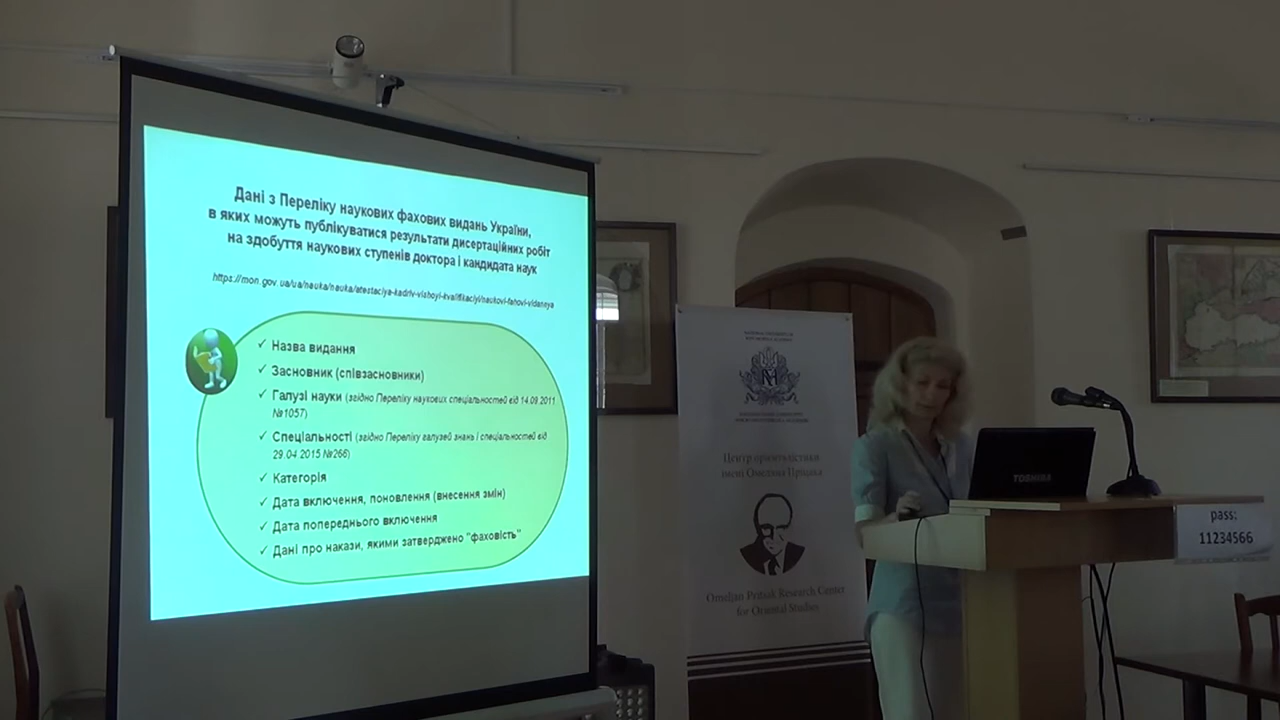 Дані з Переліку наукових фахових видань України,
в яких можуть публікуватися результати дисертаційних робіт
на здобуття наукових ступенів доктора і кандидата наук
https://mon.gov.ua/ua/nauka/nauka/atestaciya-kadriv-vishoyi-kvalifikaciyi/naukovi-fahovi-vidannya
✓ Назва видання
✓ Засновник (співзасновники)
✓ Галузі науки (згідно Переліку наукових спеціальностей від 14.09.2011
№1057)
✓ Спеціальності (згідно Переліку галузей знань і спеціальностей від
29.04.2015 №266)
✓ Категорія
✓ Дата включення, поновлення (внесення змін)
✓ Дата попереднього включення
✓ Дані про накази, якими затверджено "фаховість"
Центр орієнталістики
імені Омеляна Пріцака
Omeljan Pritsak Research Center
for Oriental Studies
TOSHIBA
pass:
11234566